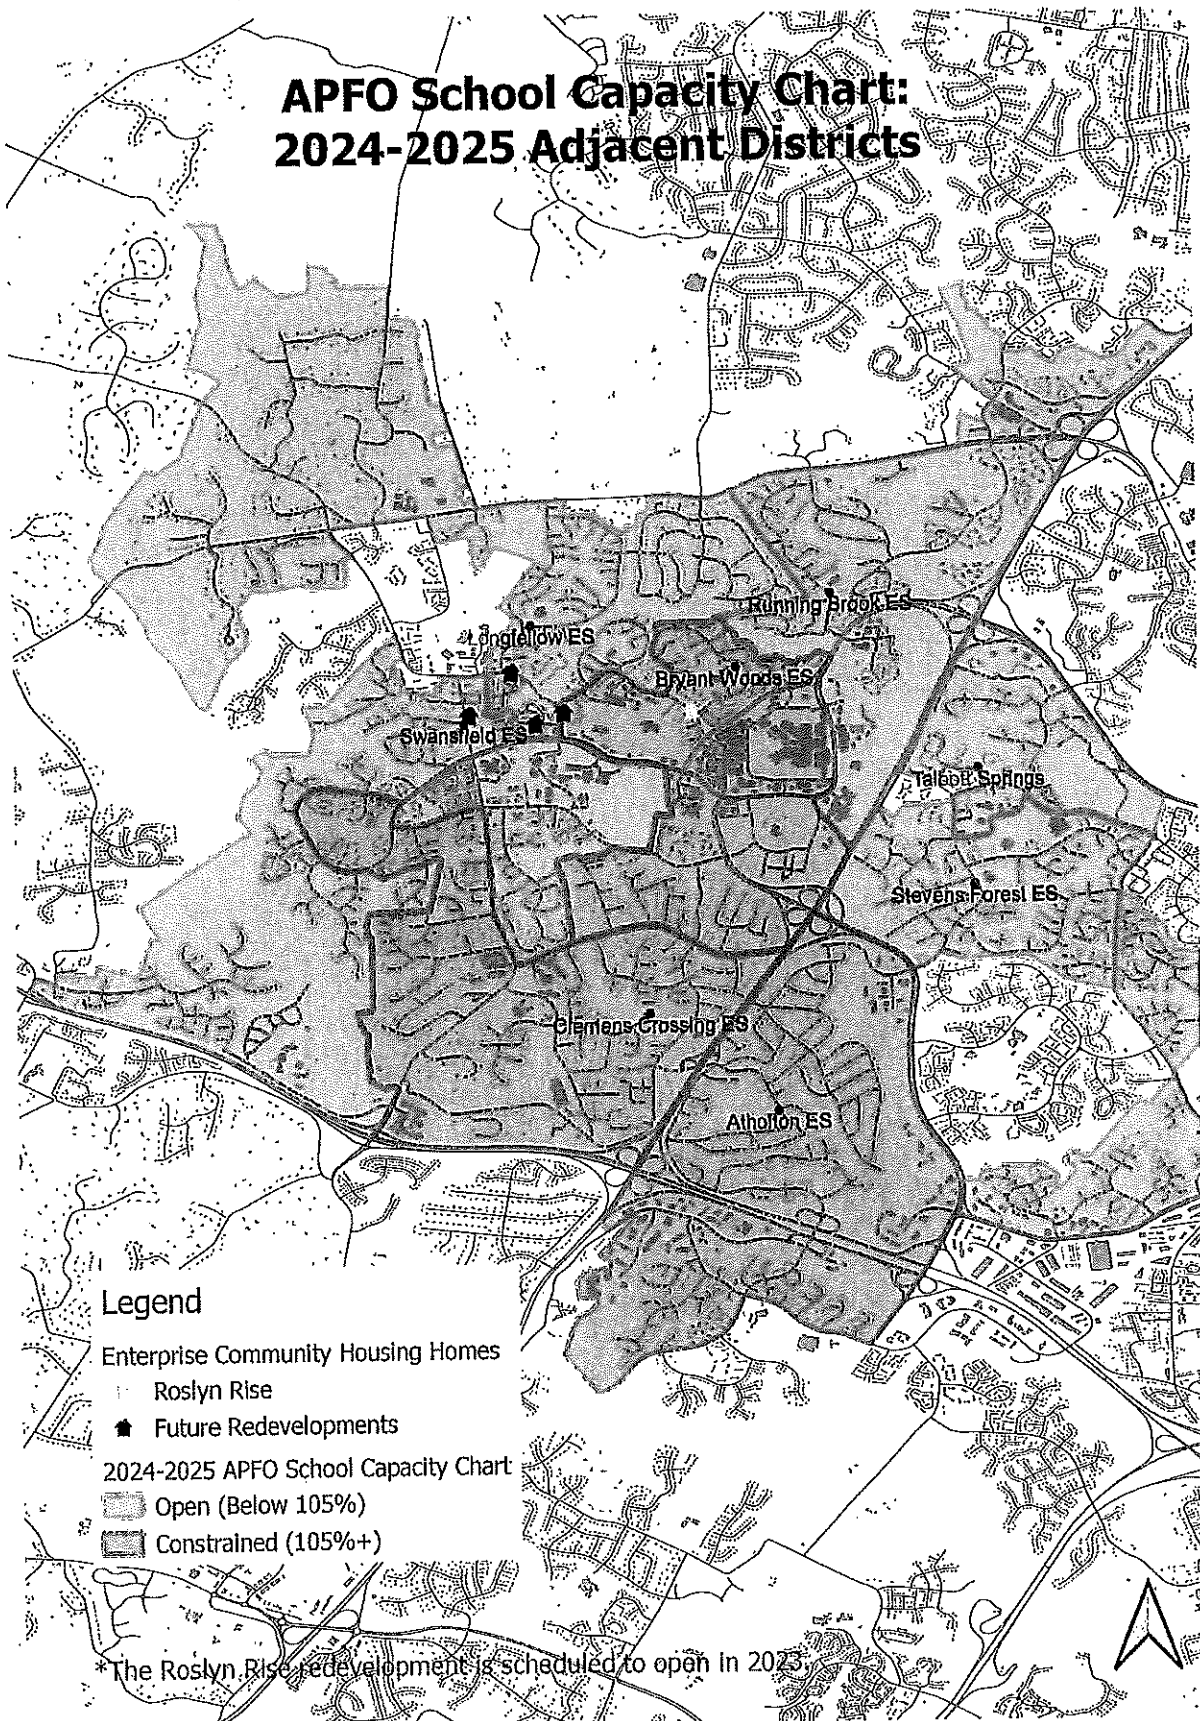 APFO School Capacity Chart:
2024-2025 Adjacent Districts
Running Brook ES
Longfellow ES
Bryant Woods ES
Swansfield ES
Talbott Springs
Stevens Forest ES
Clemens Crossing ES
Atholton ES
Legend
Enterprise Community Housing Homes
Roslyn Rise
Future Redevelopments
2024-2025 APFO School Capacity Chart
Open (Below 105%)
Constrained (105%+)
*The Roslyn Rise redevelopment is scheduled to open in 2023.